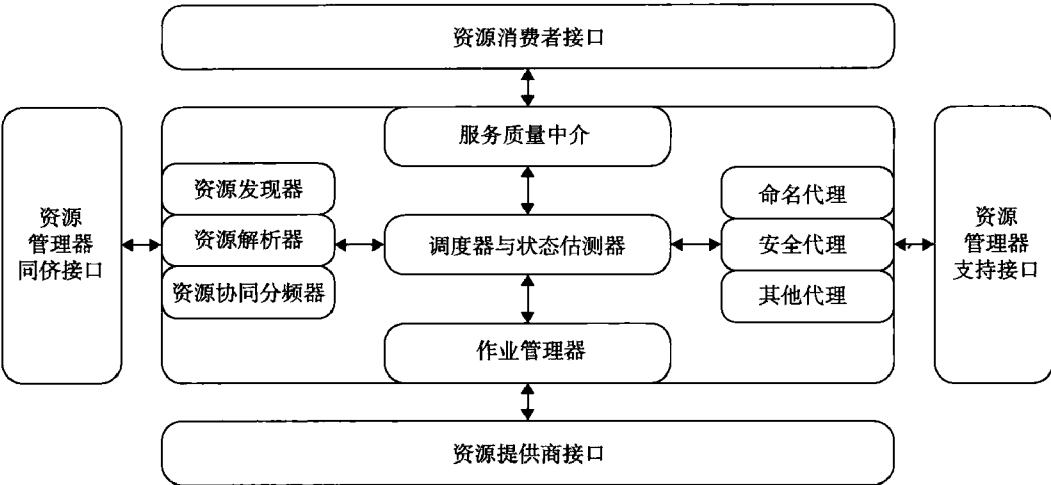 资源消费者接口
服务质量中介
资源发现器
资源解析器
资源协同分频器
调度器与状态估测器
命名代理
安全代理
其他代理
作业管理器
资源
管理器
同侪接口
资源
管理器
支持接口
资源提供商接口